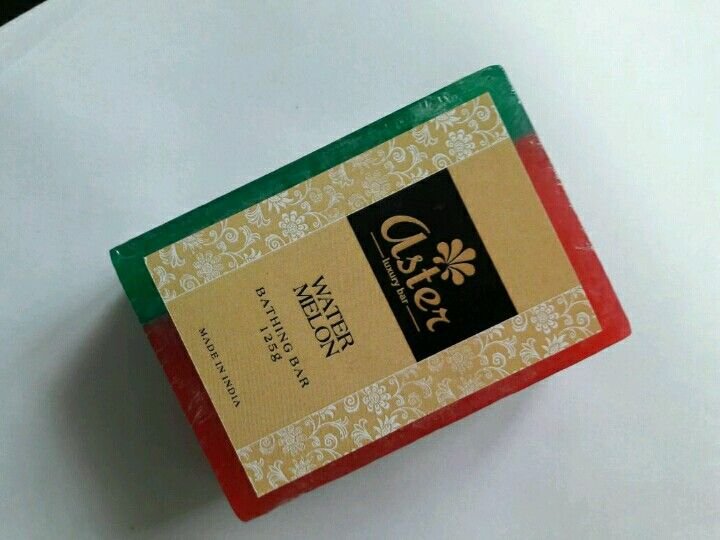 aster
luxury bar
WATER
MELON
BATHING BAR
125g
MADE IN INDIA